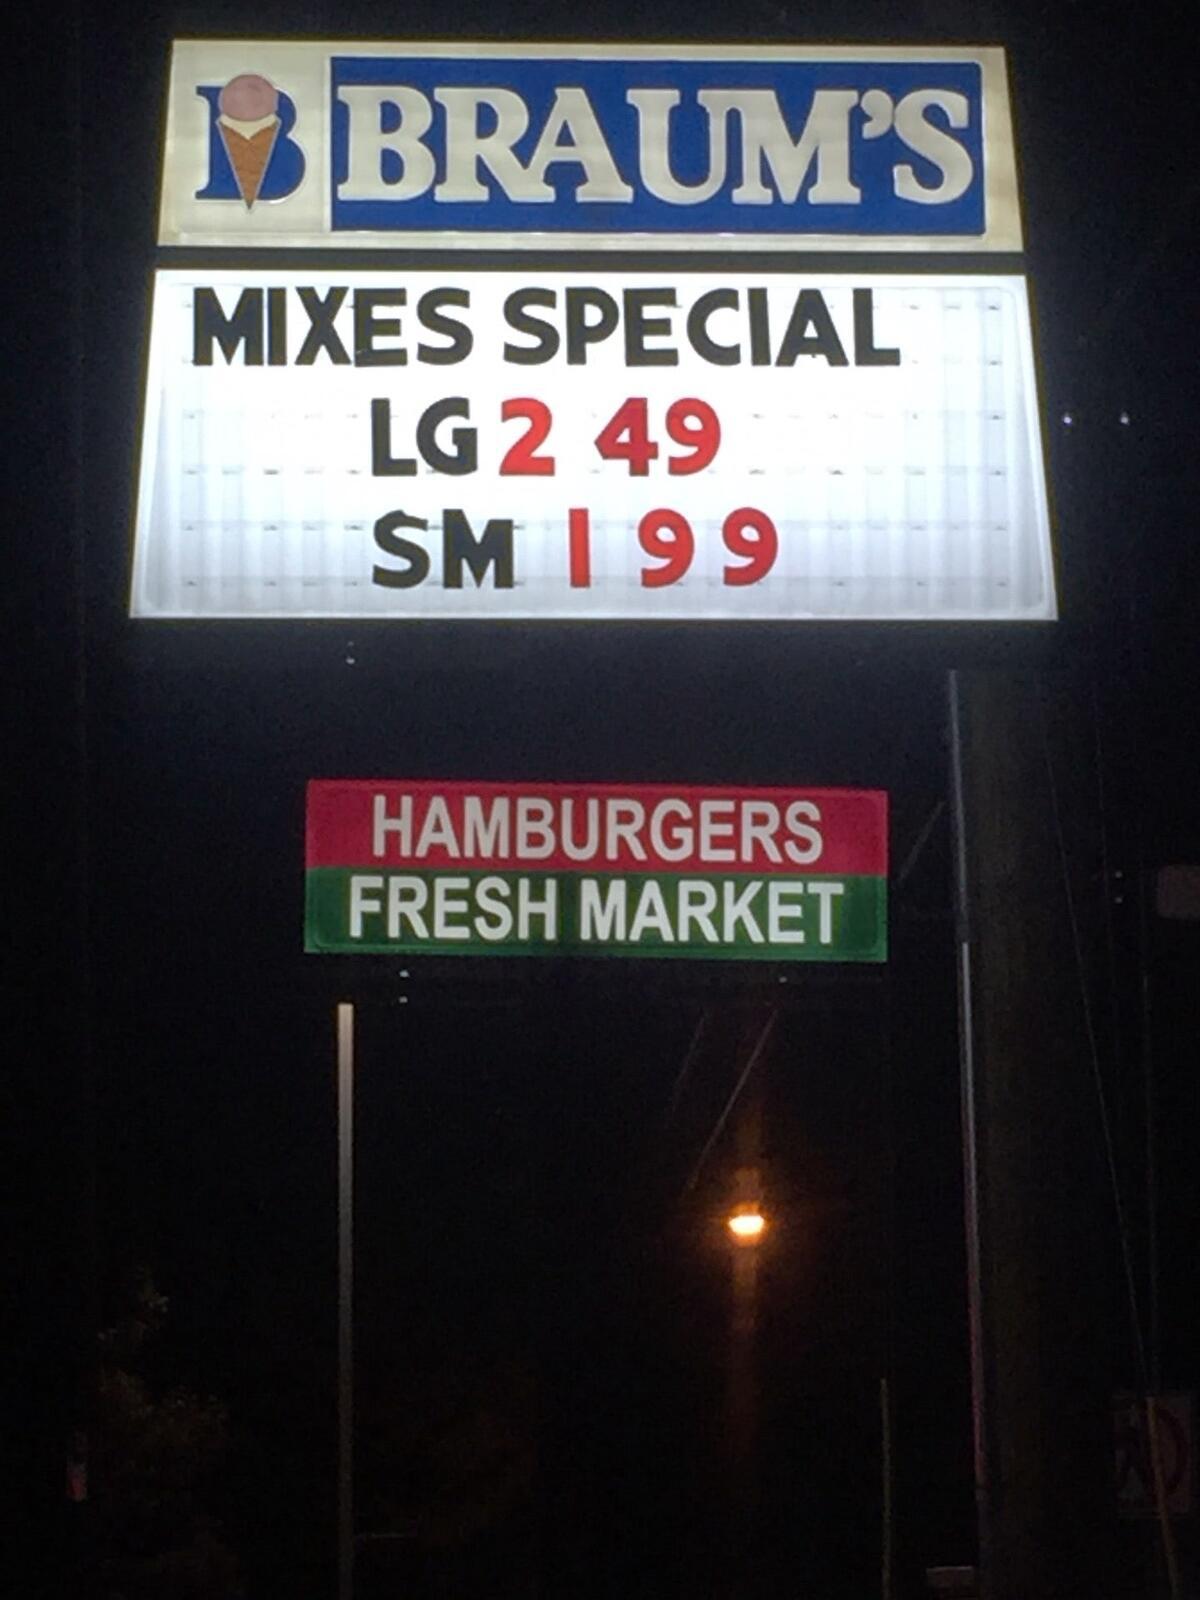 B BRAUM'S
MIXES SPECIAL
LG 2 49
SM 1 99
HAMBURGERS
FRESH MARKET